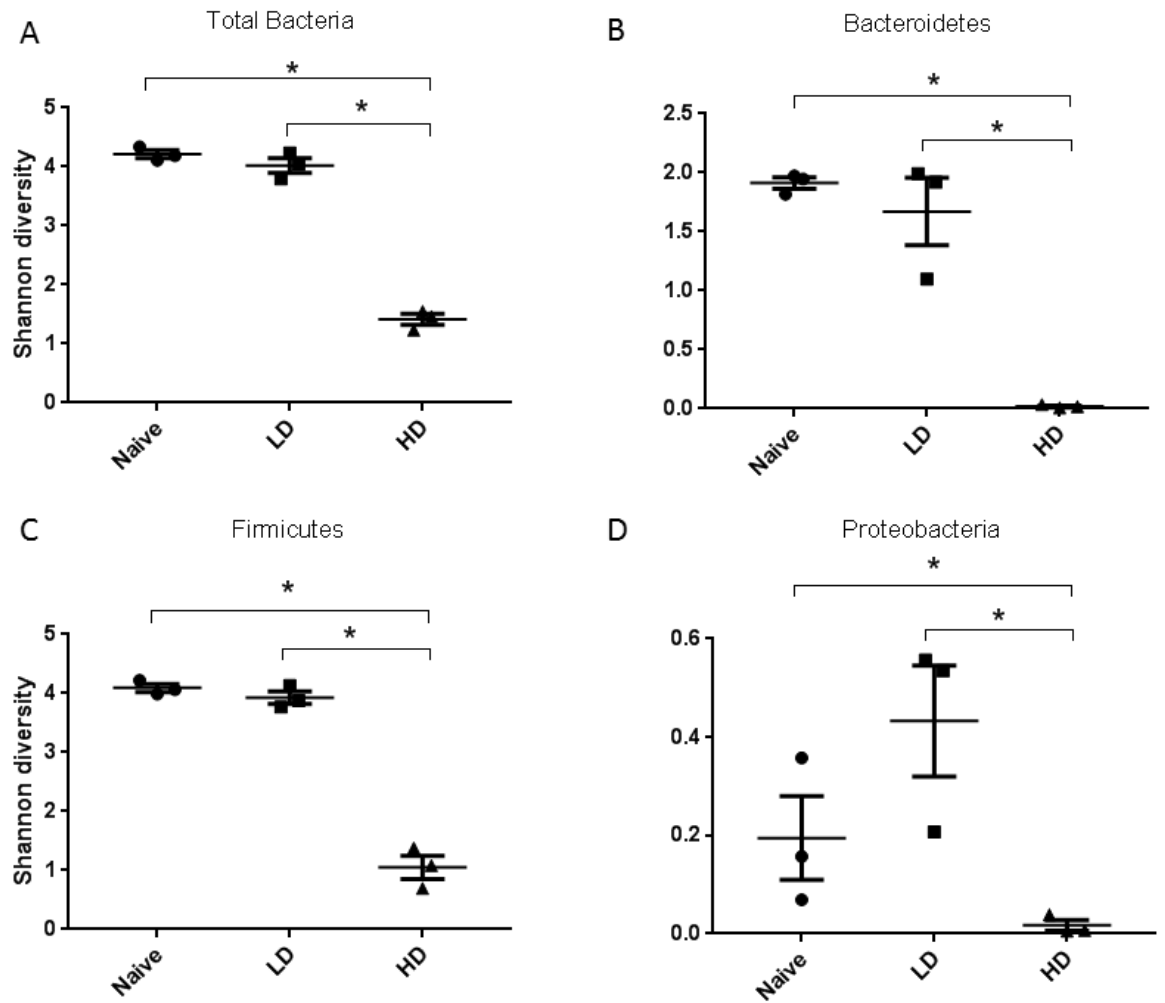 A
Total Bacteria
*
*
Shannon diversity
5
4
3
2
1
0
Naive
LD
HD
B
Bacteroidetes
*
*
2.5
2.0
1.5
1.0
0.5
0.0
Naive
LD
HD
C
Firmicutes
*
*
Shannon diversity
5
4
3
2
1
0
Naive
LD
HD
D
Proteobacteria
*
*
0.6
0.4
0.2
0.0
Naive
LD
HD